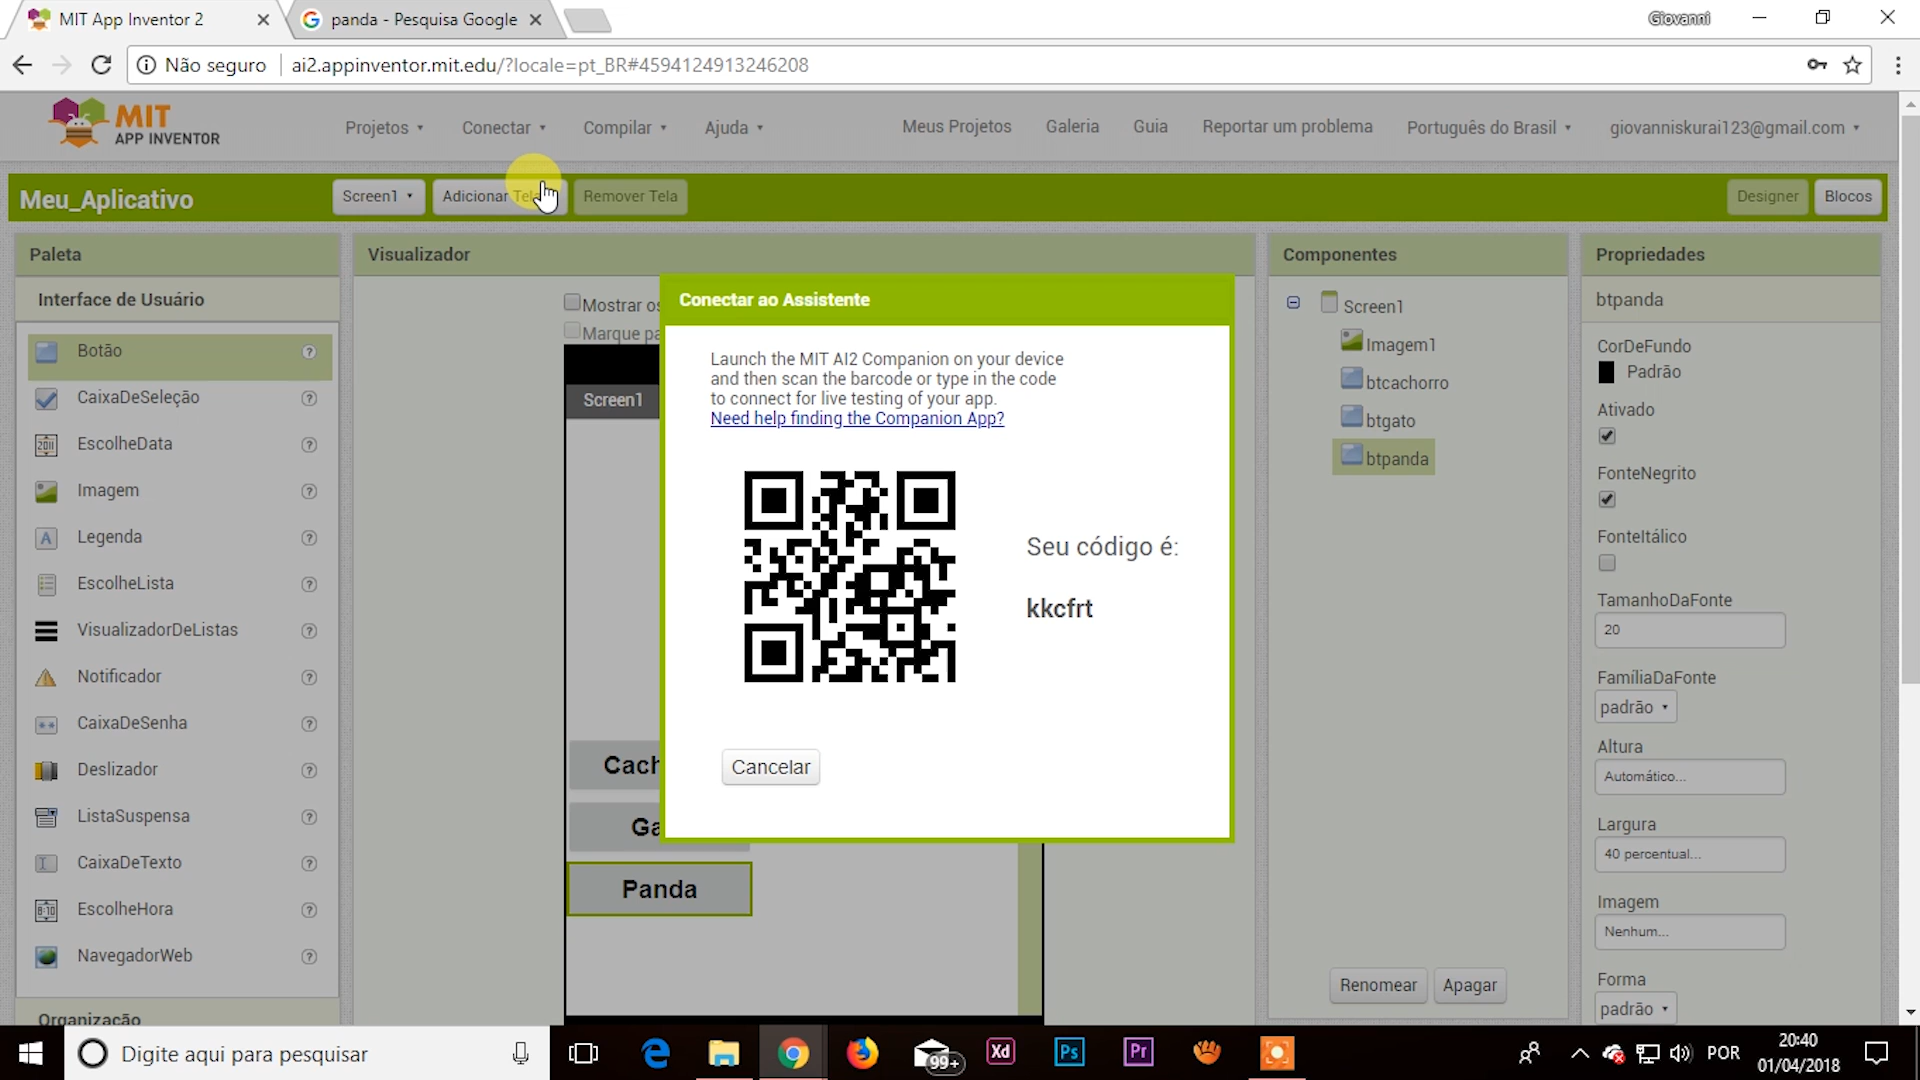 MIT App Inventor 2
panda - Pesquisa Google
Giovanni
Não seguro
ai2.appinventor.mit.edu/?locale=pt_BR#4594124913246208
MIT
APP INVENTOR
Projetos
Conectar
Compilar
Ajuda
Meus Projetos
Galeria
Guia
Reportar um problema
Português do Brasil
giovanniskurai123@gmail.com
Meu_Aplicativo
Screen1
Adicionar
Remover Tela
Designer
Blocos
Paleta
Interface de Usuário
Botão
CaixaDeSeleção
EscolheData
Imagem
Legenda
EscolheLista
VisualizadorDeListas
Notificador
CaixaDeSenha
Deslizador
ListaSuspensa
CaixaDeTexto
EscolheHora
NavegadorWeb
Organização
Visualizador
Mostrar os
Marque pa
Screen1
Cach
Ga
Panda
Conectar ao Assistente
Launch the MIT AI2 Companion on your device
and then scan the barcode or type in the code
to connect for live testing of your app.
Need help finding the Companion App?
Seu código é:
kkcfrt
Cancelar
Componentes
Screen1
Imagem1
btcachorro
btgato
btpanda
Renomear
Apagar
Propriedades
btpanda
CorDeFundo
Padrão
Ativado
FonteNegrito
FonteItálico
TamanhoDaFonte
20
FamíliaDaFonte
padrão
Altura
Automático...
Largura
40 percentual...
Imagem
Nenhum...
Forma
padrão
Digite aqui para pesquisar
99+
Xd
Ps
Pr
POR
20:40
01/04/2018